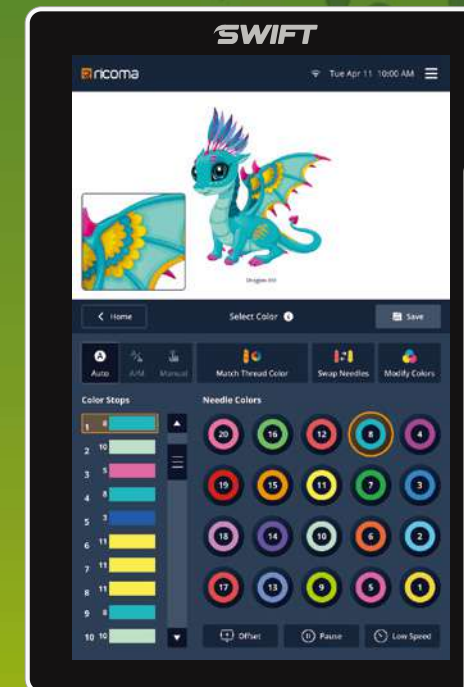 SWIFT
ricoma
Tue Apr 11 10:00 AM
Dragon
Home
Select Color
Save
A
Auto
A/M
Manual
Match Thread Color
Swap Needles
Modify Colors
Color Stops
Needle Colors
1 8
2 10
3 5
4 8
5 3
6 11
7 11
8 11
9 8
10 10
20 16 12 8 4
19 15 11 7 3
18 14 10 6 2
17 13 9 5 1
Offset
Pause
Low Speed